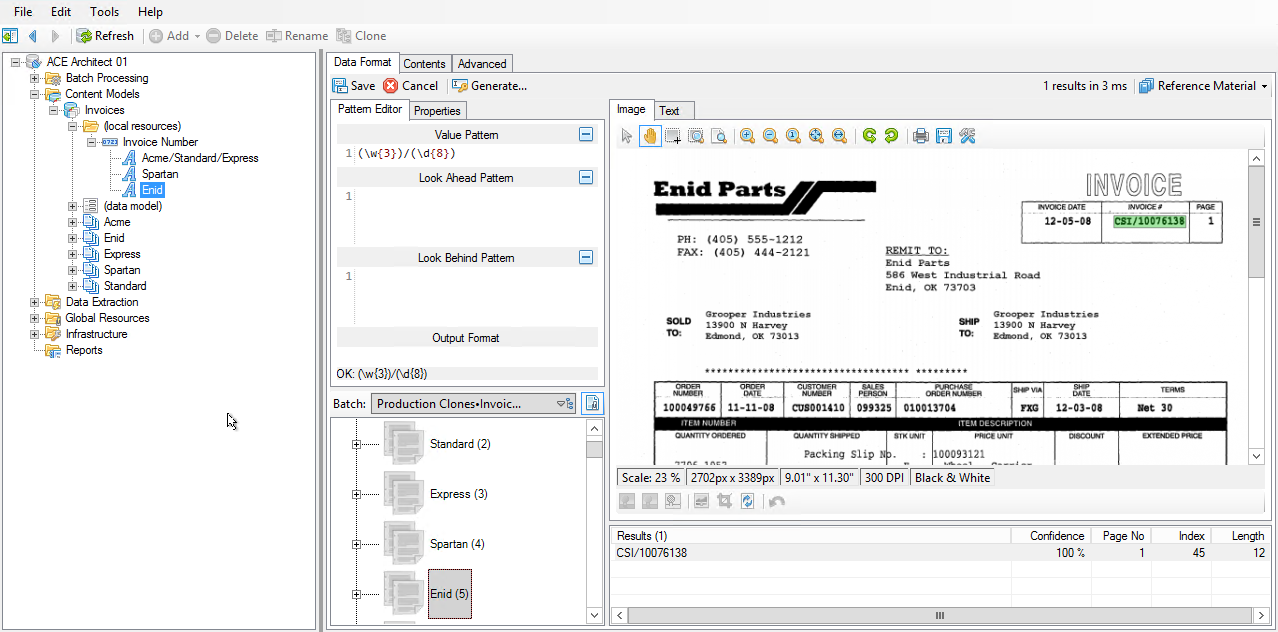 File Edit Tools Help
Refresh Add Delete Rename Clone
ACE Architect 01
Batch Processing
Content Models
Invoices
(local resources)
Invoice Number
Acme/Standard/Express
Spartan
Enid
(data model)
Acme
Enid
Express
Spartan
Standard
Data Extraction
Global Resources
Infrastructure
Reports
Data Format Contents Advanced
Save Cancel Generate...
1 results in 3 ms Reference Material
Pattern Editor Properties
Value Pattern
1 (\w{3})/(\d{8})
Look Ahead Pattern
1
Look Behind Pattern
1
Output Format
OK: (\w{3})/(\d{8})
Batch: Production Clones•Invoic...
Standard (2)
Express (3)
Spartan (4)
Enid (5)
Image Text
Enid Parts
INVOICE
INVOICE DATE INVOICE # PAGE
12-05-08 CSI/10076138 1
PH: (405) 555-1212
FAX: (405) 444-2121
REMIT TO:
Enid Parts
586 West Industrial Road
Enid, OK 73703
SOLD TO:
Grooper Industries
13900 N Harvey
Edmond, OK 73013
SHIP TO:
Grooper Industries
13900 N Harvey
Edmond, OK 73013
ORDER NUMBER ORDER DATE CUSTOMER NUMBER SALES PERSON PURCHASE ORDER NUMBER SHIP VIA SHIP DATE TERMS
100049766 11-11-08 CUS001410 099325 010013704 FXG 12-03-08 Net 30
ITEM NUMBER ITEM DESCRIPTION
QUANTITY ORDERED QUANTITY SHIPPED STK UNIT PRICE UNIT DISCOUNT EXTENDED PRICE
Packing Slip No. : 100093121
Scale: 23 % 2702px x 3389px 9.01" x 11.30" 300 DPI Black & White
Results (1) Confidence Page No Index Length
CSI/10076138 100 % 1 45 12